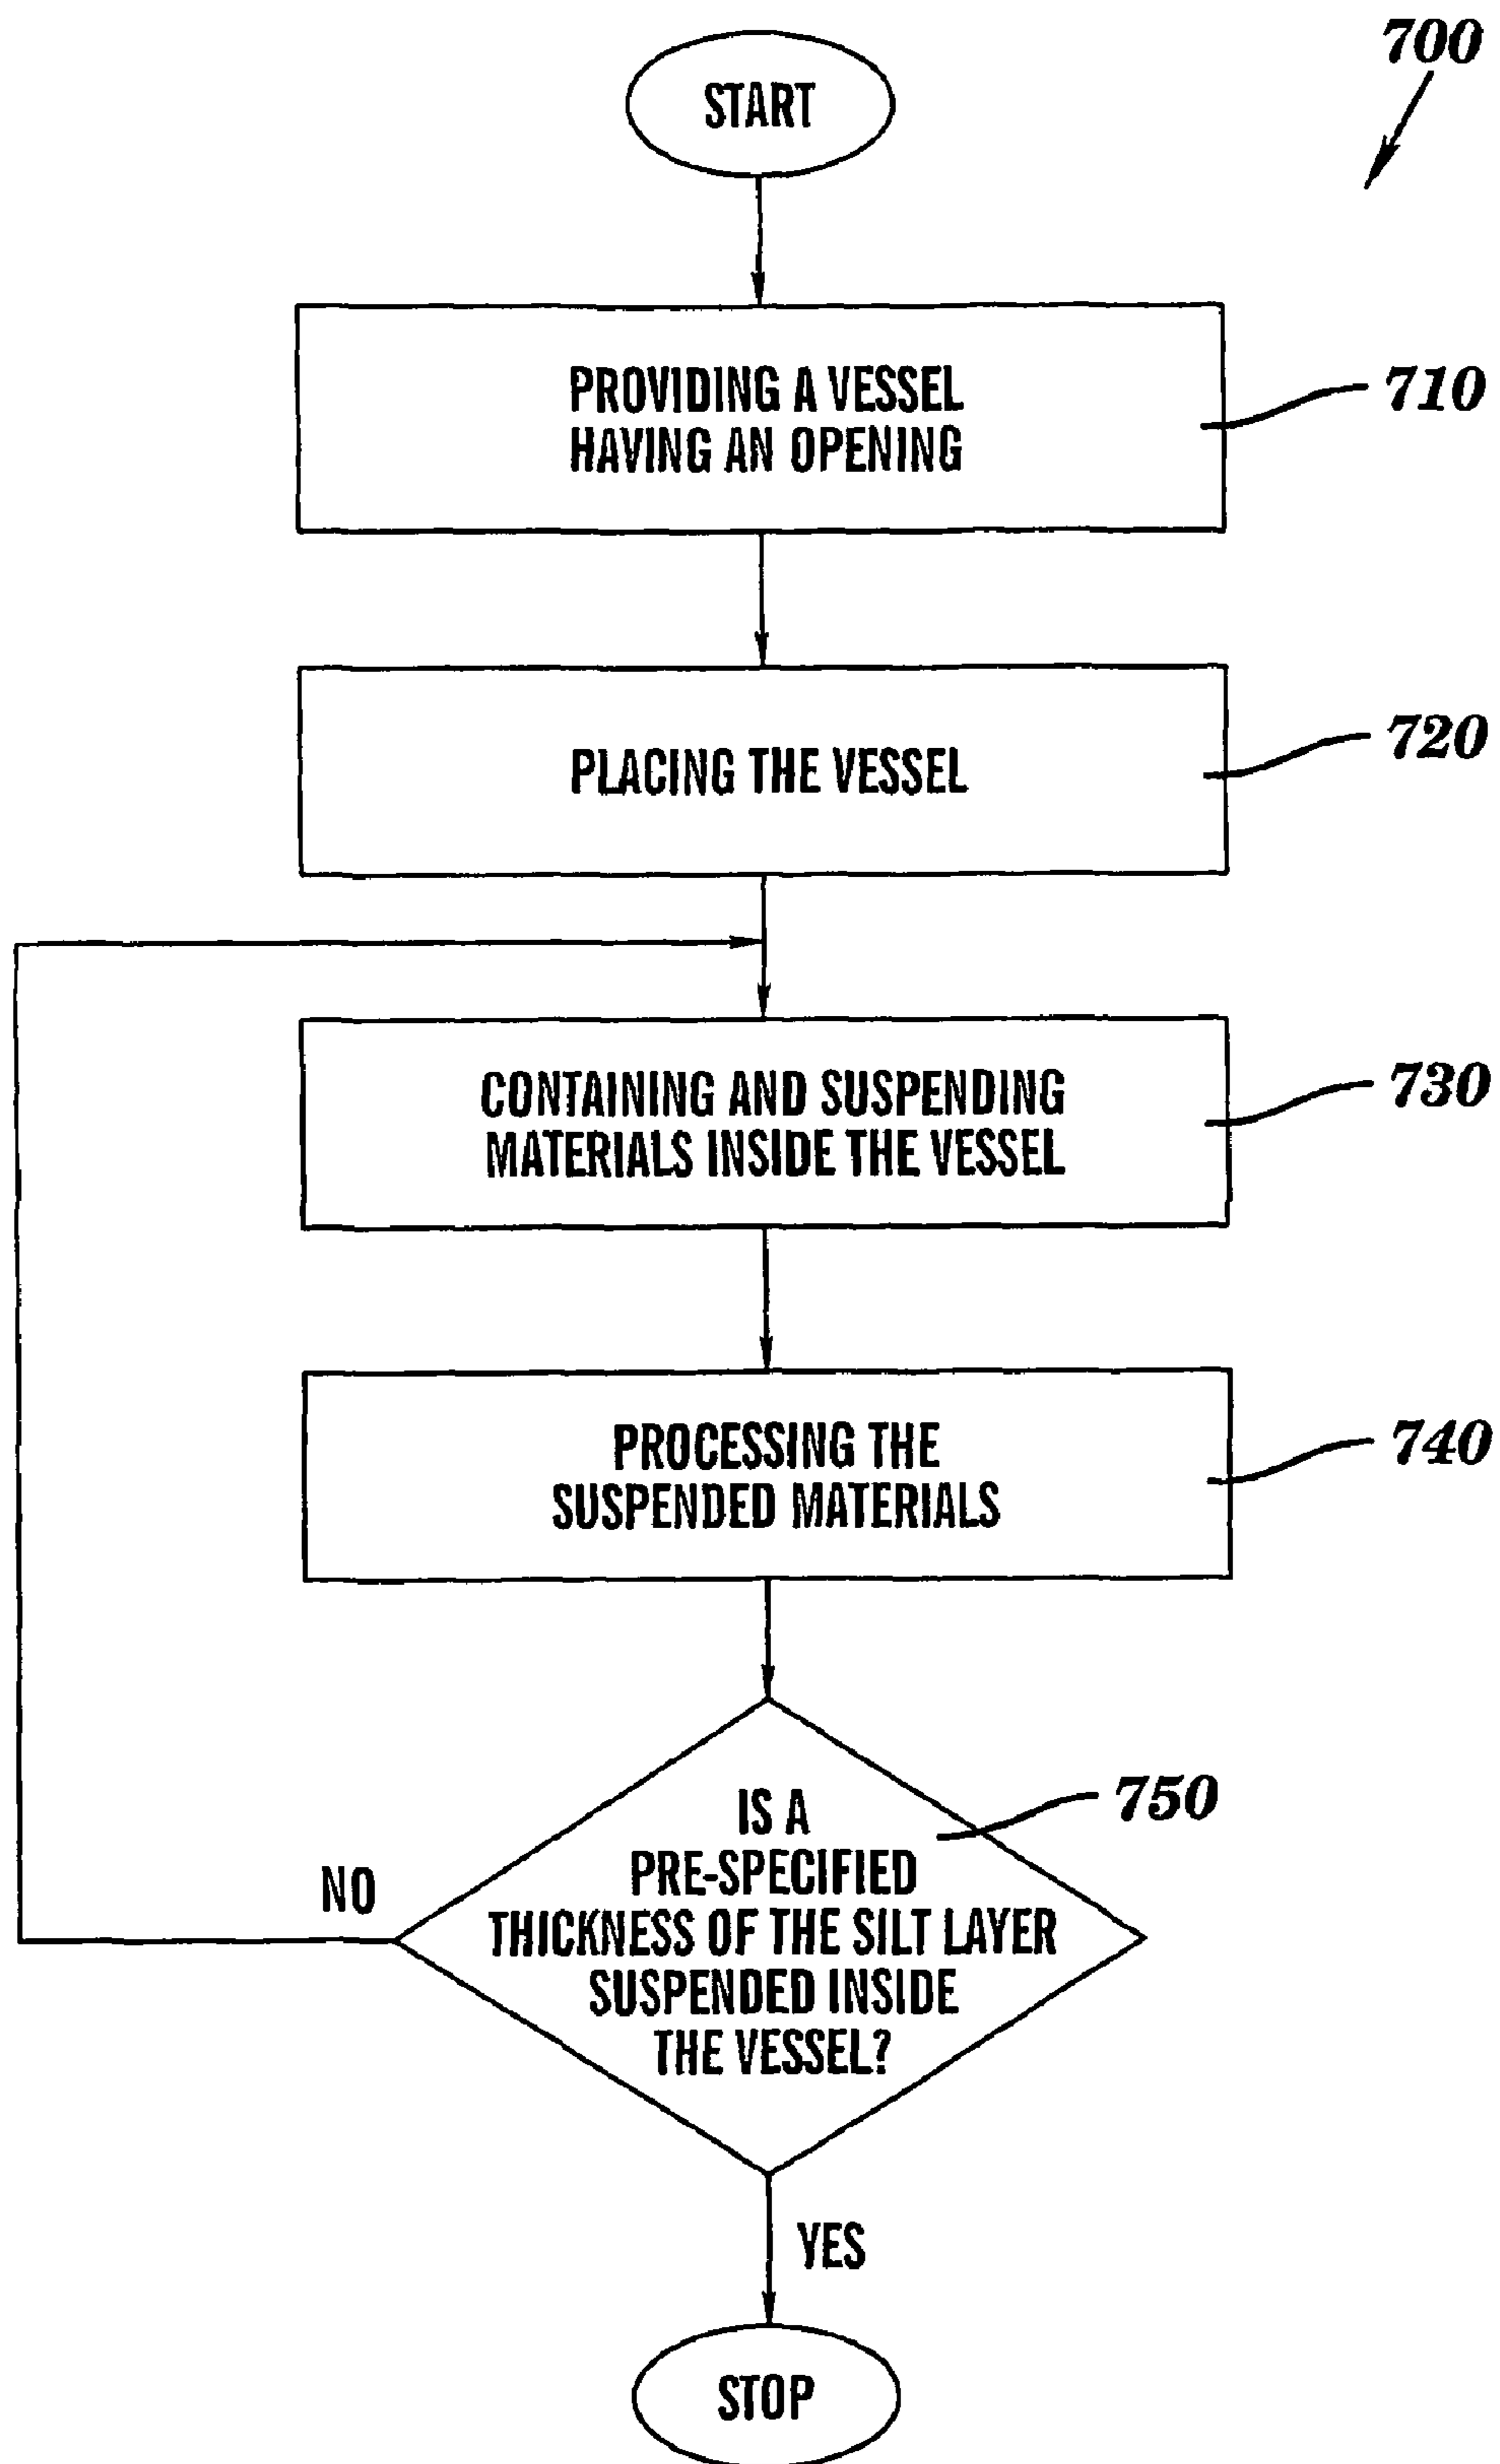 700
START
PROVIDING A VESSEL
HAVING AN OPENING
710
PLACING THE VESSEL
720
CONTAINING AND SUSPENDING
MATERIALS INSIDE THE VESSEL
730
PROCESSING THE
SUSPENDED MATERIALS
740
IS A
PRE-SPECIFIED
THICKNESS OF THE SILT LAYER
SUSPENDED INSIDE
THE VESSEL?
750
NO
YES
STOP